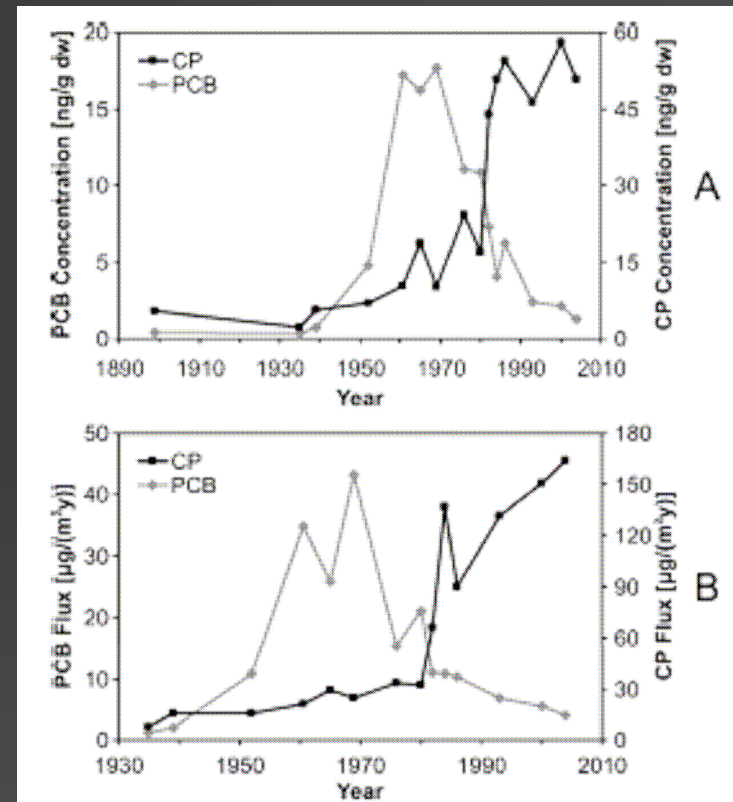 20
15
10
5
0
PCB Concentration [ng/g dw]
CP
PCB
60
45
30
15
0
CP Concentration [ng/g dw]
A
1890 1910 1930 1950 1970 1990 2010
Year
50
40
30
20
10
0
PCB Flux [µg/(m²y)]
CP
PCB
180
150
120
90
60
30
0
CP Flux [µg/(m²y)]
B
1930 1950 1970 1990 2010
Year